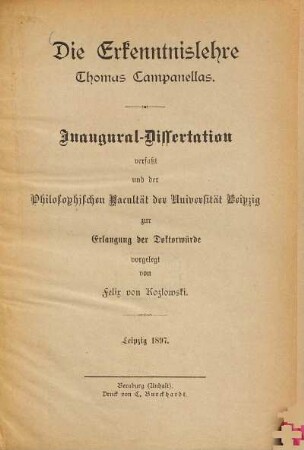 Die Erkenntnislehre
Thomas Campanellas.
Inaugural-Dissertation
verfaßt
und der
Philosophischen Facultät der Universität Leipzig
zur
Erlangung der Doktorwürde
vorgelegt
von
Felix von Kozlowski.
Leipzig 1897.
Bernburg (Anhalt).
Druck von C. Burckhardt.